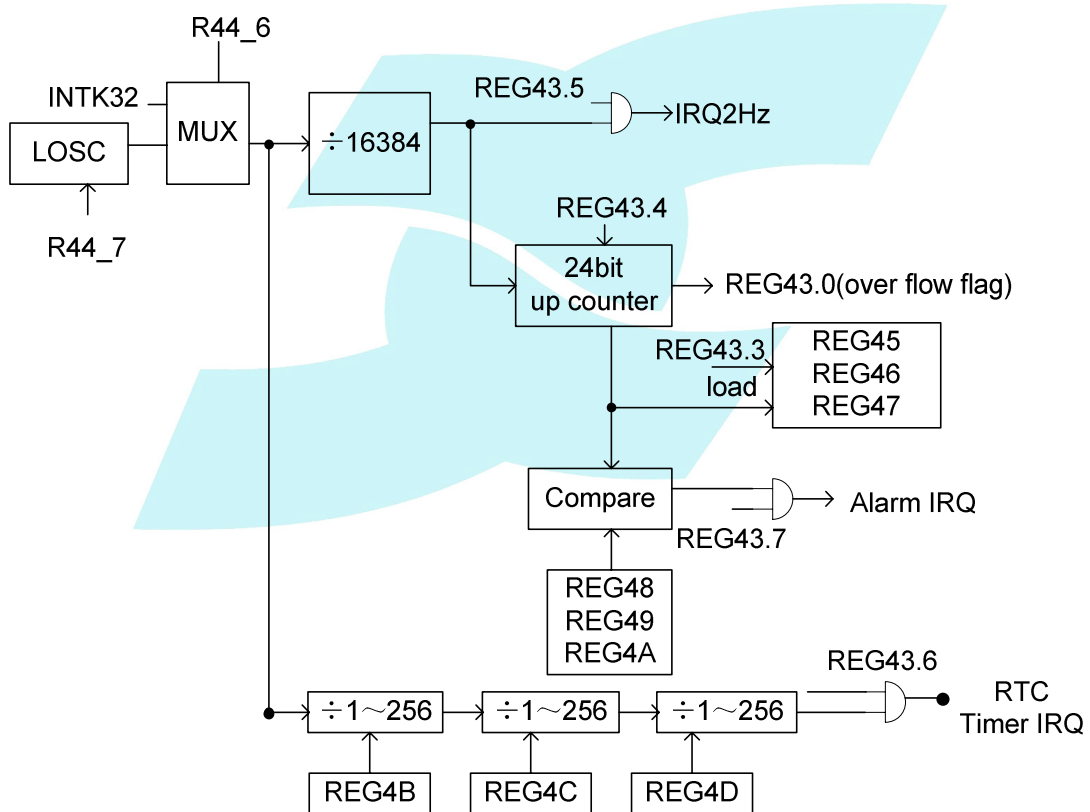 R44_6
INTK32
MUX
LOSC
R44_7
÷16384
REG43.5
IRQ2Hz
REG43.4
24bit
up counter
REG43.0(over flow flag)
REG43.3
load
REG45
REG46
REG47
Compare
REG43.7
Alarm IRQ
REG48
REG49
REG4A
÷1～256
÷1～256
÷1～256
REG43.6
RTC
Timer IRQ
REG4B
REG4C
REG4D